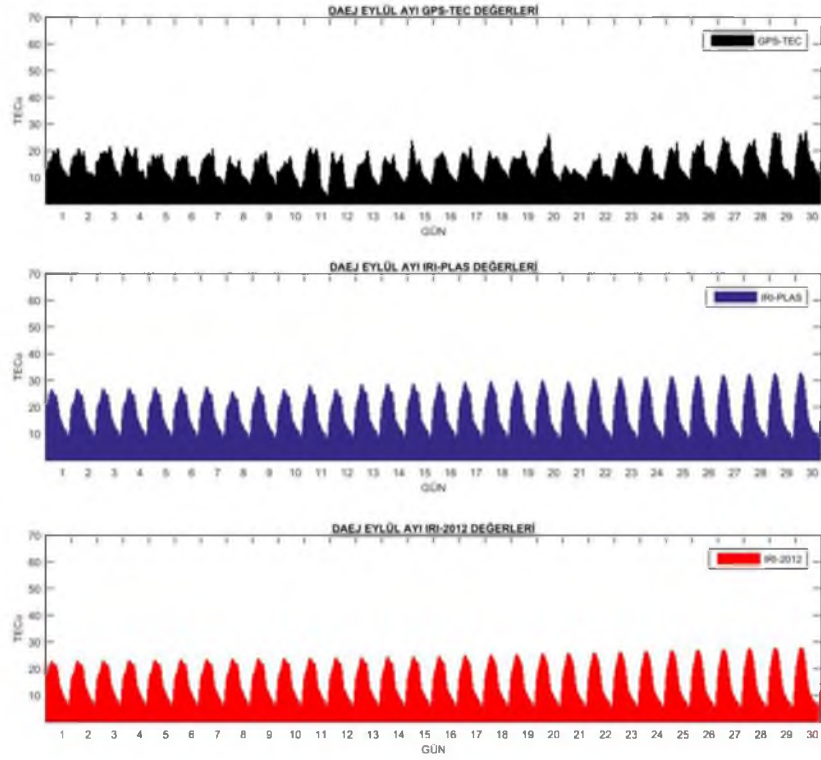 DAEJ EYLÜL AYI GPS-TEC DEĞERLERİ
70
60
50
40
30
20
10
TECu
GPS-TEC
1 2 3 4 5 6 7 8 9 10 11 12 13 14 15 16 17 18 19 20 21 22 23 24 25 26 27 28 29 30
GÜN
DAEJ EYLÜL AYI IRI-PLAS DEĞERLERİ
70
60
50
40
30
20
10
TECu
IRI-PLAS
1 2 3 4 5 6 7 8 9 10 11 12 13 14 15 16 17 18 19 20 21 22 23 24 25 26 27 28 29 30
GÜN
DAEJ EYLÜL AYI IRI-2012 DEĞERLERİ
70
60
50
40
30
20
10
TECu
IRI-2012
1 2 3 4 5 6 7 8 9 10 11 12 13 14 15 16 17 18 19 20 21 22 23 24 25 26 27 28 29 30
GÜN